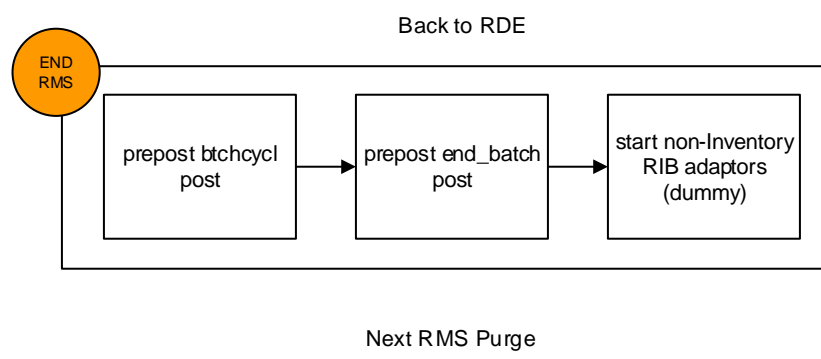 Back to RDE
END
RMS
prepost btchcycl
post
prepost end_batch
post
start non-Inventory
RIB adaptors
(dummy)
Next RMS Purge